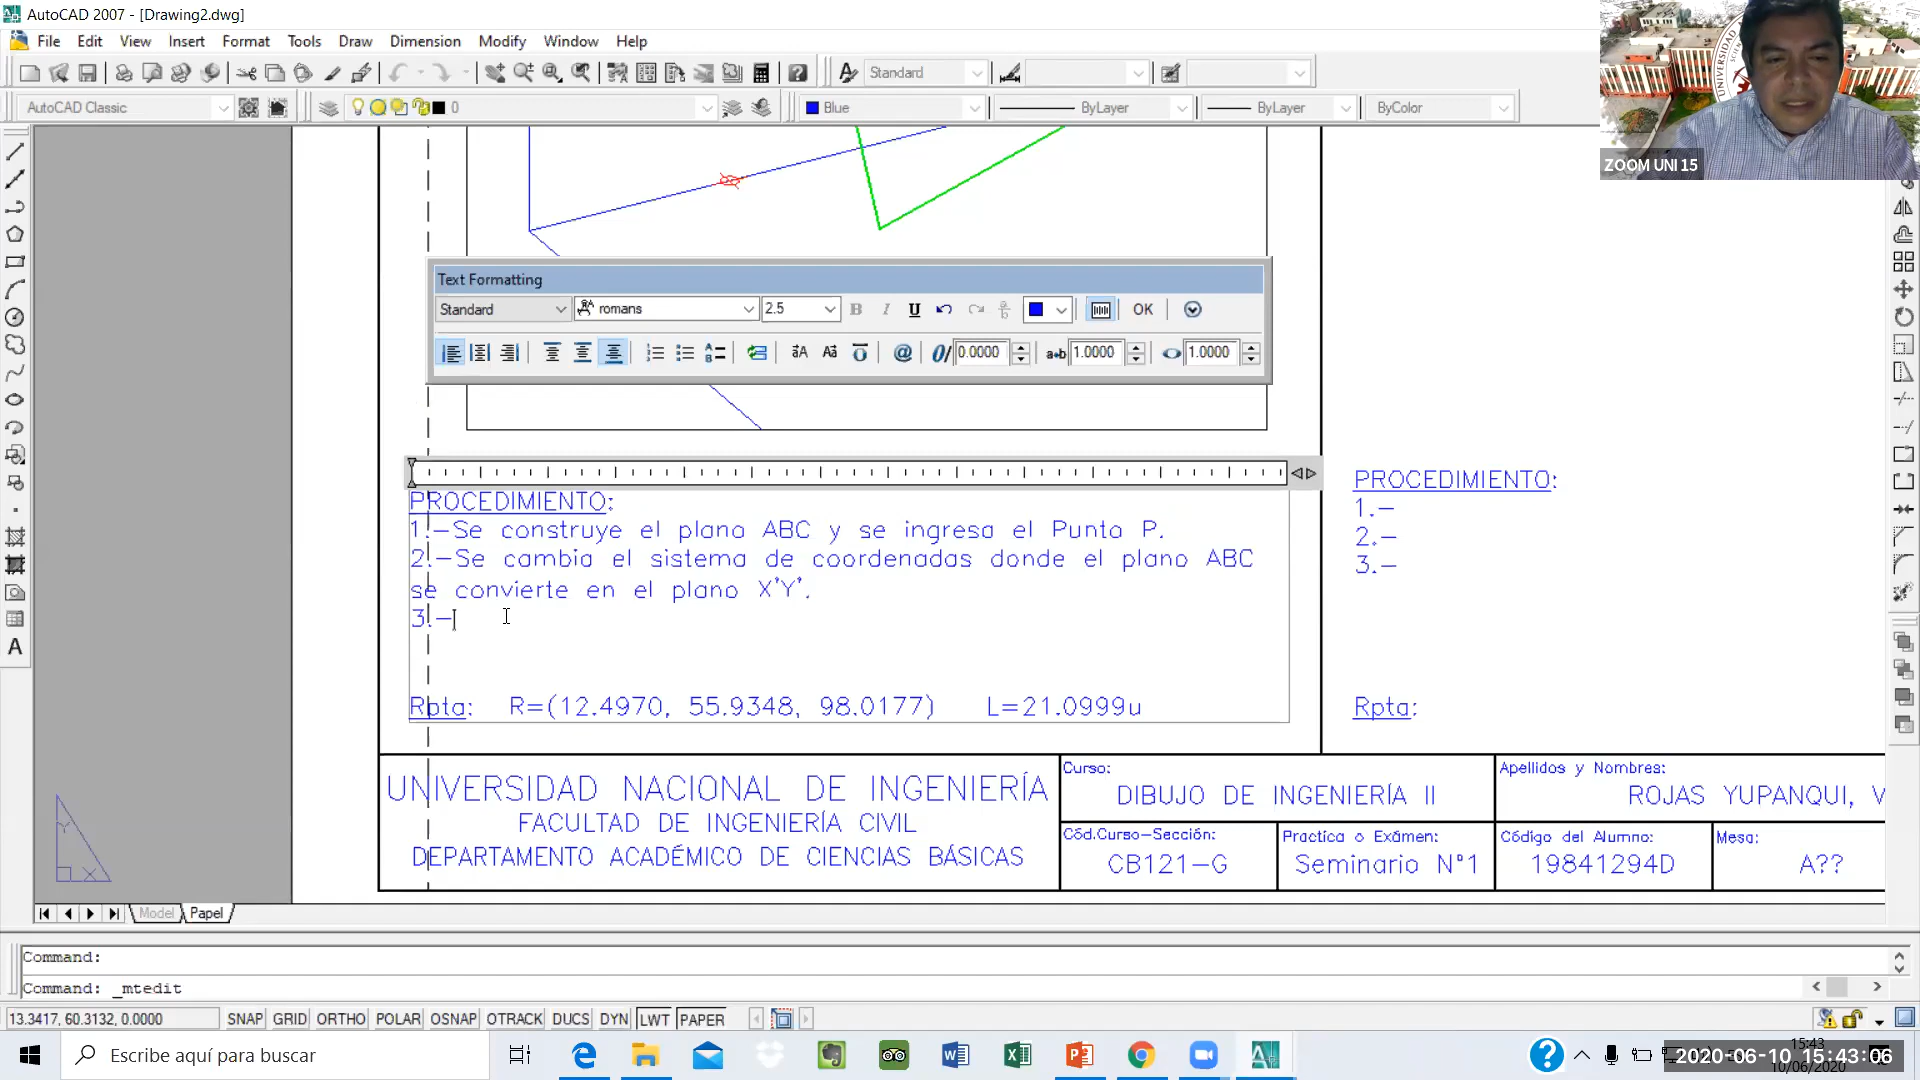 AutoCAD 2007 - [Drawing2.dwg]
File Edit View Insert Format Tools Draw Dimension Modify Window Help
Standard
AutoCAD Classic
0
Blue
ByLayer
ByLayer
ByColor
ZOOM UNI 15
Text Formatting
Standard romans 2.5 B I U OK
@ 0/ 0.0000 a•b 1.0000 1.0000
PROCEDIMIENTO:
1.-Se construye el plano ABC y se ingresa el Punto P.
2.-Se cambia el sistema de coordenadas donde el plano ABC
se convierte en el plano X'Y'.
3.-
Rpta: R=(12.4970, 55.9348, 98.0177) L=21.0999u
PROCEDIMIENTO:
1.-
2.-
3.-
Rpta:
UNIVERSIDAD NACIONAL DE INGENIERÍA
FACULTAD DE INGENIERÍA CIVIL
DEPARTAMENTO ACADÉMICO DE CIENCIAS BÁSICAS
Curso:
DIBUJO DE INGENIERÍA II
Apellidos y Nombres:
ROJAS YUPANQUI, V
Cód.Curso-Sección:
CB121-G
Practica o Exámen:
Seminario N°1
Código del Alumno:
19841294D
Mesa:
A??
Y
X
Model Papel
Command:
Command: _mtedit
13.3417, 60.3132, 0.0000 SNAP GRID ORTHO POLAR OSNAP OTRACK DUCS DYN LWT PAPER
Escribe aquí para buscar
15:43
10/06/2020
2020-06-10 15:43:06